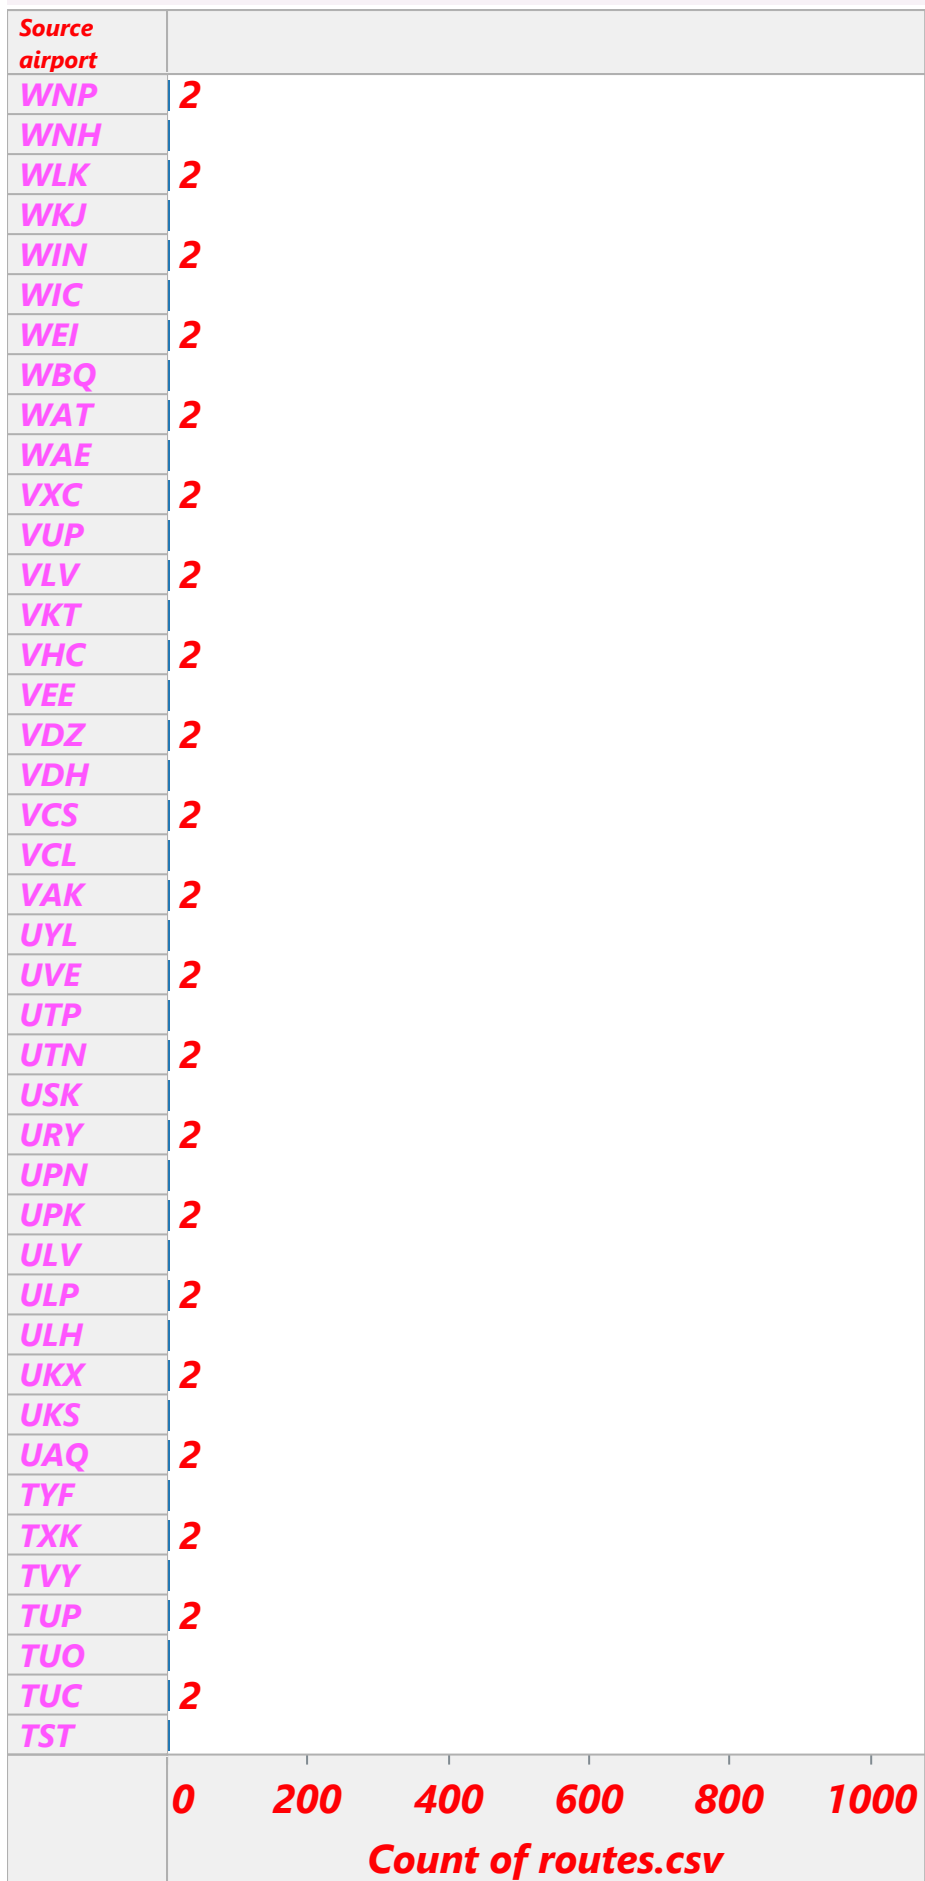 Source
airport
WNP 2
WNH
WLK 2
WKJ
WIN 2
WIC
WEI 2
WBQ
WAT 2
WAE
VXC 2
VUP
VLV 2
VKT
VHC 2
VEE
VDZ 2
VDH
VCS 2
VCL
VAK 2
UYL
UVE 2
UTP
UTN 2
USK
URY 2
UPN
UPK 2
ULV
ULP 2
ULH
UKX 2
UKS
UAQ 2
TYF
TXK 2
TVY
TUP 2
TUO
TUC 2
TST
0 200 400 600 800 1000
Count of routes.csv